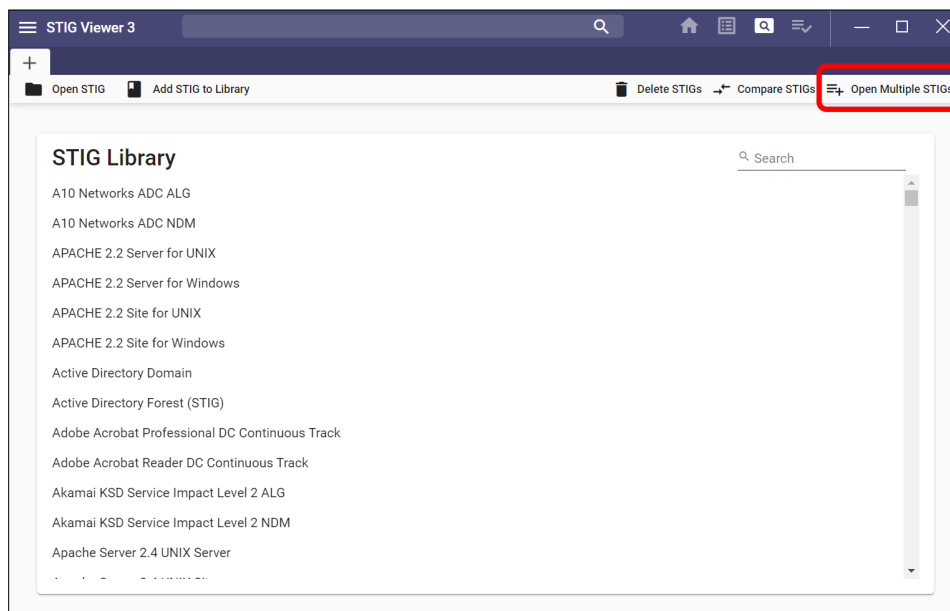 STIG Viewer 3
Open STIG Add STIG to Library Delete STIGs Compare STIGs Open Multiple STIGs
STIG Library
Search
A10 Networks ADC ALG
A10 Networks ADC NDM
APACHE 2.2 Server for UNIX
APACHE 2.2 Server for Windows
APACHE 2.2 Site for UNIX
APACHE 2.2 Site for Windows
Active Directory Domain
Active Directory Forest (STIG)
Adobe Acrobat Professional DC Continuous Track
Adobe Acrobat Reader DC Continuous Track
Akamai KSD Service Impact Level 2 ALG
Akamai KSD Service Impact Level 2 NDM
Apache Server 2.4 UNIX Server